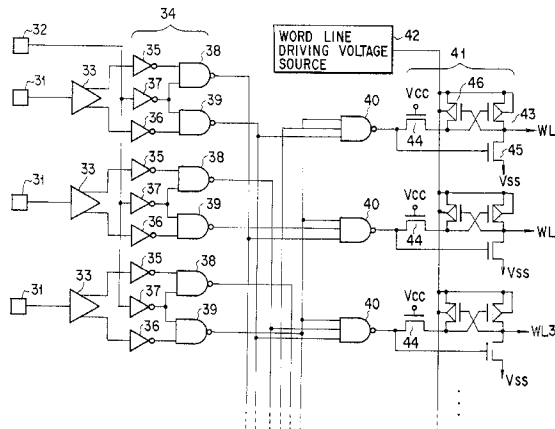 34
32
33
35
38
WORD LINE
DRIVING VOLTAGE
SOURCE
42
41
31
37
39
36
40
VCC
46
43
44
WL
45
VSS
33
35
38
31
37
39
36
40
VCC
44
WL
VSS
33
35
38
31
37
39
36
40
VCC
44
WL3
VSS